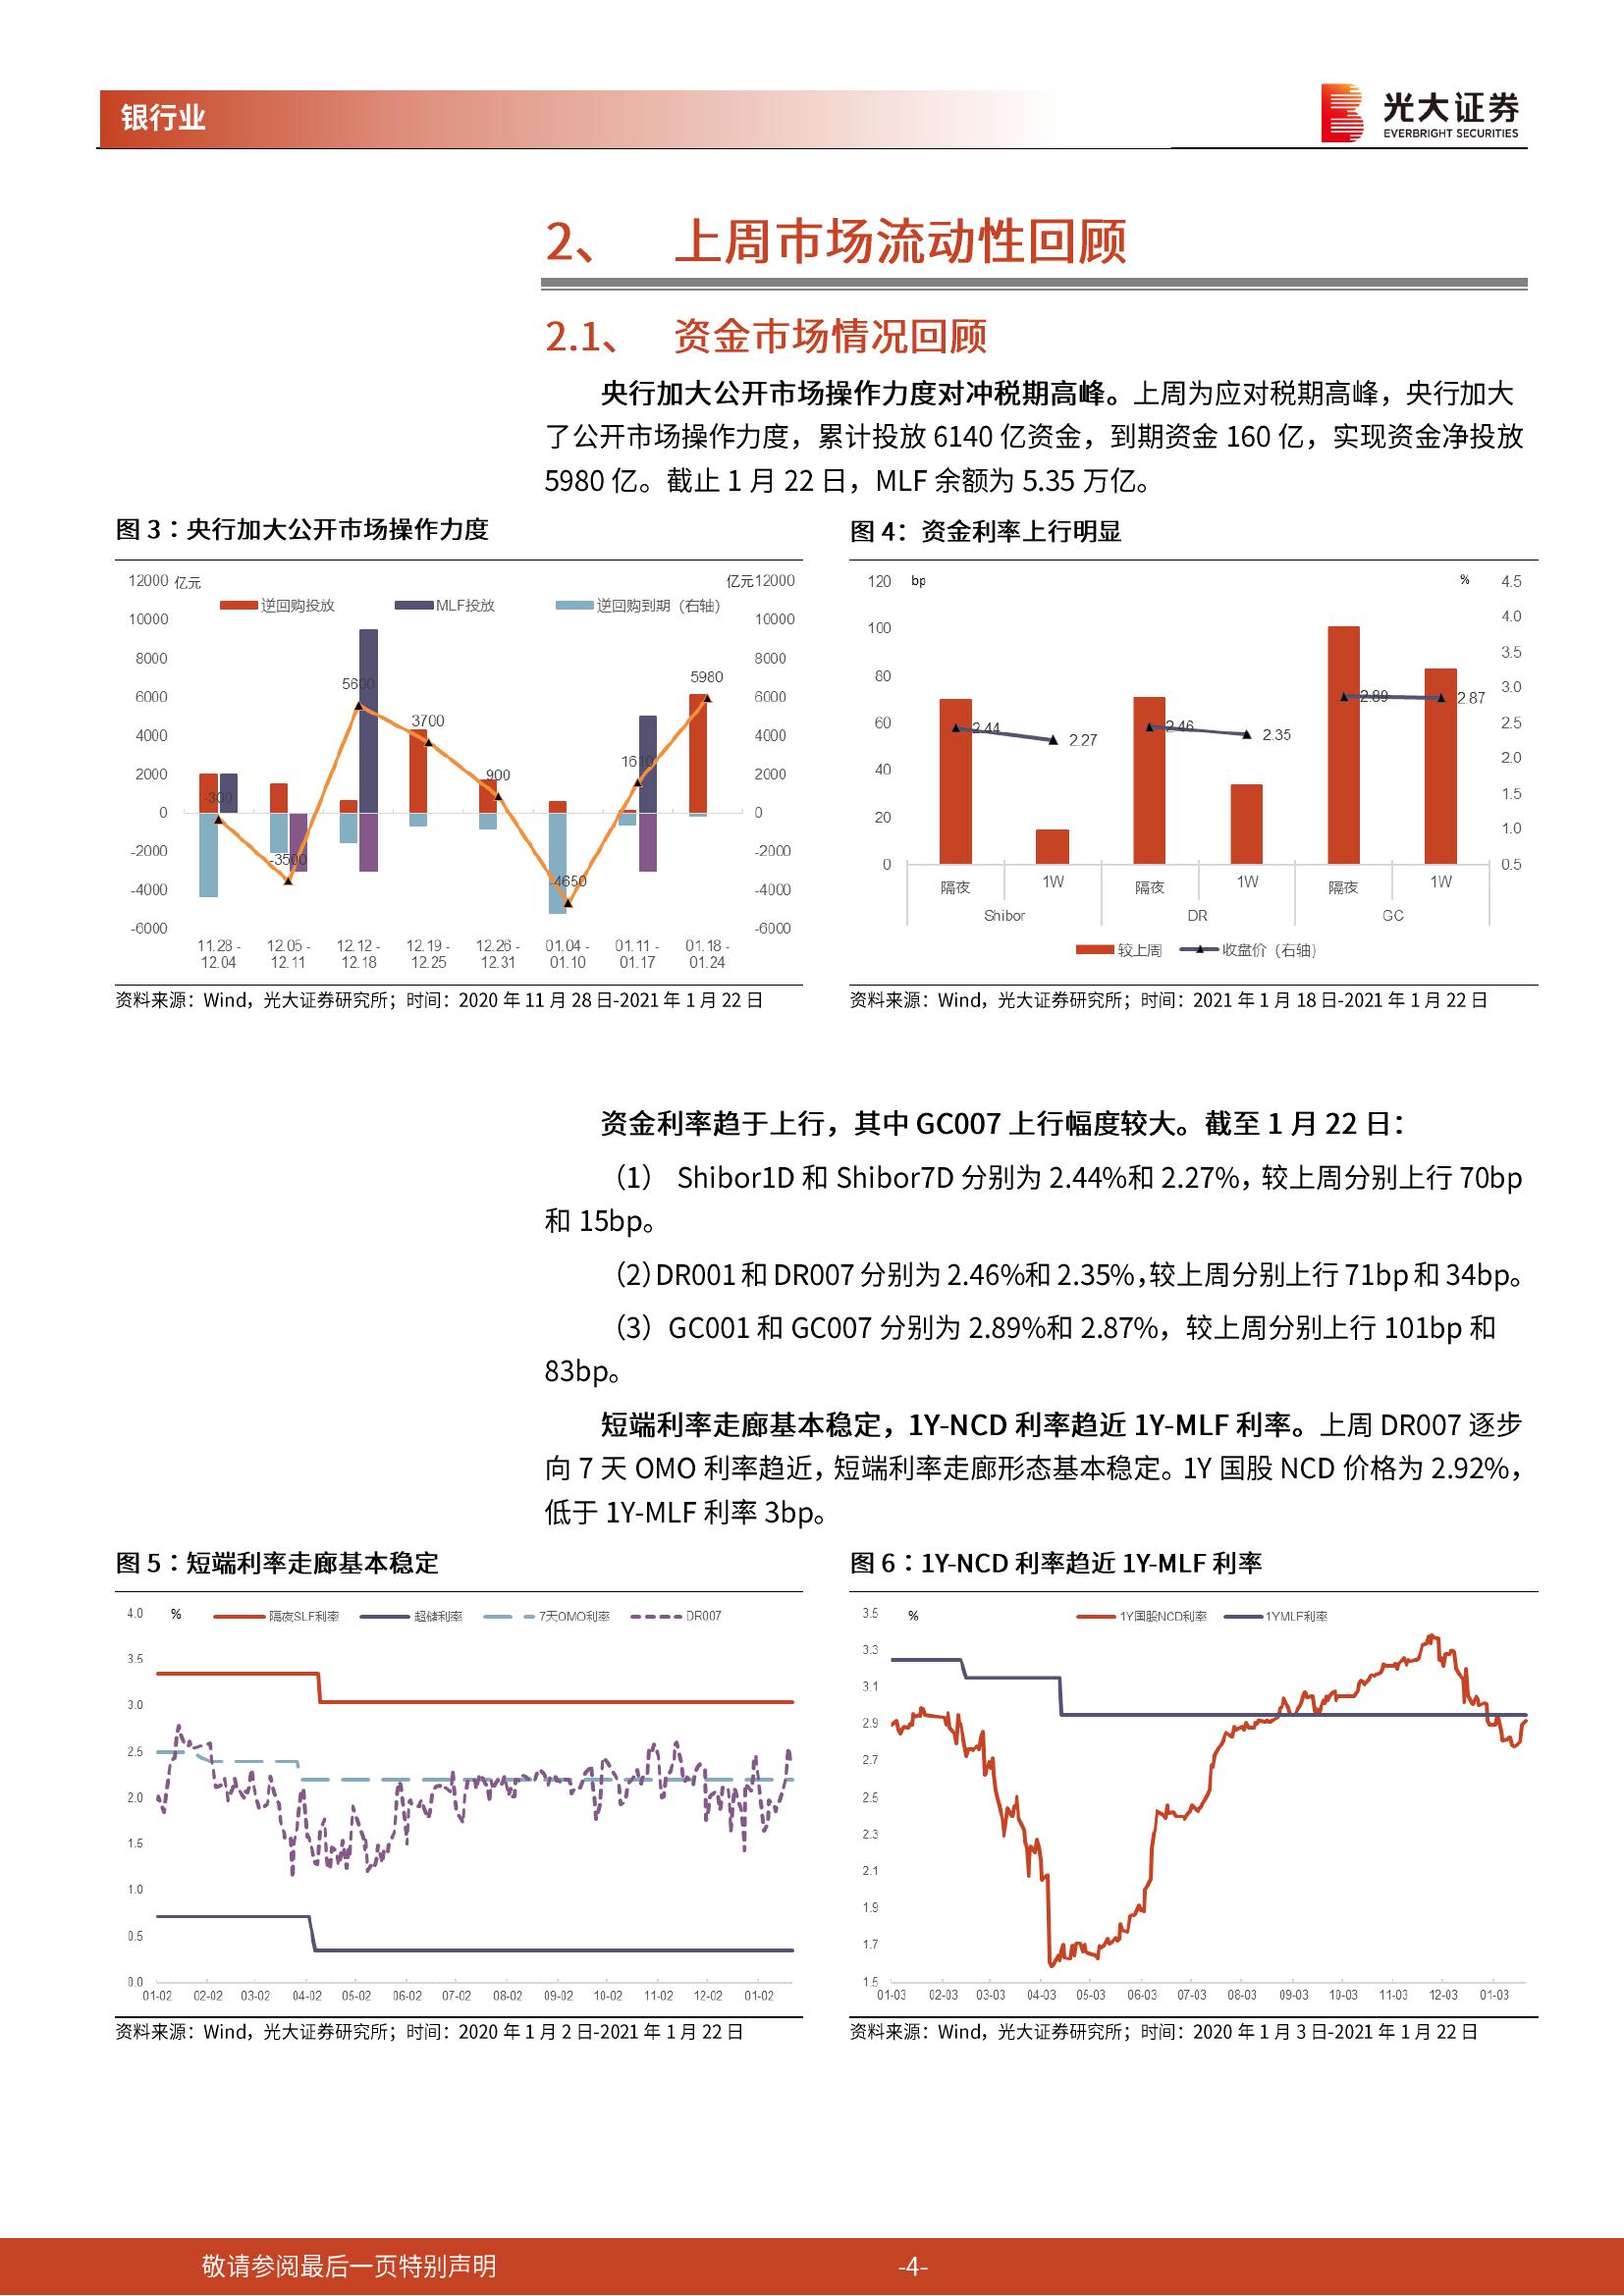 银行业
光大证券
EVERBRIGHT SECURITIES
2、 上周市场流动性回顾
2.1、 资金市场情况回顾
央行加大公开市场操作力度对冲税期高峰。上周为应对税期高峰，央行加大
了公开市场操作力度，累计投放 6140 亿资金，到期资金 160 亿，实现资金净投放
5980 亿。截止 1 月 22 日，MLF 余额为 5.35 万亿。
图 3：央行加大公开市场操作力度
12000 亿元
亿元12000
逆回购投放 MLF投放 逆回购到期（右轴）
10000 10000
8000 8000
6000 6000
4000 4000
2000 2000
0 0
-2000 -2000
-4000 -4000
-6000 -6000
-300 -3500 5600 3700 900 -4650 1610 5980
11.28 - 12.05 - 12.12 - 12.19 - 12.26 - 01.04 - 01.11 - 01.18 -
12.04 12.11 12.18 12.25 12.31 01.10 01.17 01.24
资料来源：Wind，光大证券研究所；时间：2020 年 11 月 28 日-2021 年 1 月 22 日
图 4：资金利率上行明显
120 bp % 4.5
100 80 60 40 20 0
4.0 3.5 3.0 2.5 2.0 1.5 1.0 0.5
2.44 2.27 2.46 2.35 2.89 2.87
隔夜 1W 隔夜 1W 隔夜 1W
Shibor DR GC
较上周 收盘价（右轴）
资料来源：Wind，光大证券研究所；时间：2021 年 1 月 18 日-2021 年 1 月 22 日
资金利率趋于上行，其中 GC007 上行幅度较大。截至 1 月 22 日：
（1） Shibor1D 和 Shibor7D 分别为 2.44%和 2.27%，较上周分别上行 70bp
和 15bp。
（2）DR001 和 DR007 分别为 2.46%和 2.35%，较上周分别上行 71bp 和 34bp。
（3）GC001 和 GC007 分别为 2.89%和 2.87%，较上周分别上行 101bp 和
83bp。
短端利率走廊基本稳定，1Y-NCD 利率趋近 1Y-MLF 利率。上周 DR007 逐步
向 7 天 OMO 利率趋近，短端利率走廊形态基本稳定。1Y 国股 NCD 价格为 2.92%，
低于 1Y-MLF 利率 3bp。
图 5：短端利率走廊基本稳定
4.0 % 隔夜SLF利率 超储利率 7天OMO利率 DR007
3.5
3.0
2.5
2.0
1.5
1.0
0.5
0.0
01-02 02-02 03-02 04-02 05-02 06-02 07-02 08-02 09-02 10-02 11-02 12-02 01-02
资料来源：Wind，光大证券研究所；时间：2020 年 1 月 2 日-2021 年 1 月 22 日
图 6：1Y-NCD 利率趋近 1Y-MLF 利率
3.5 % 1Y国股NCD利率 1YMLF利率
3.3
3.1
2.9
2.7
2.5
2.3
2.1
1.9
1.7
1.5
01-03 02-03 03-03 04-03 05-03 06-03 07-03 08-03 09-03 10-03 11-03 12-03 01-03
资料来源：Wind，光大证券研究所；时间：2020 年 1 月 3 日-2021 年 1 月 22 日
敬请参阅最后一页特别声明 -4-